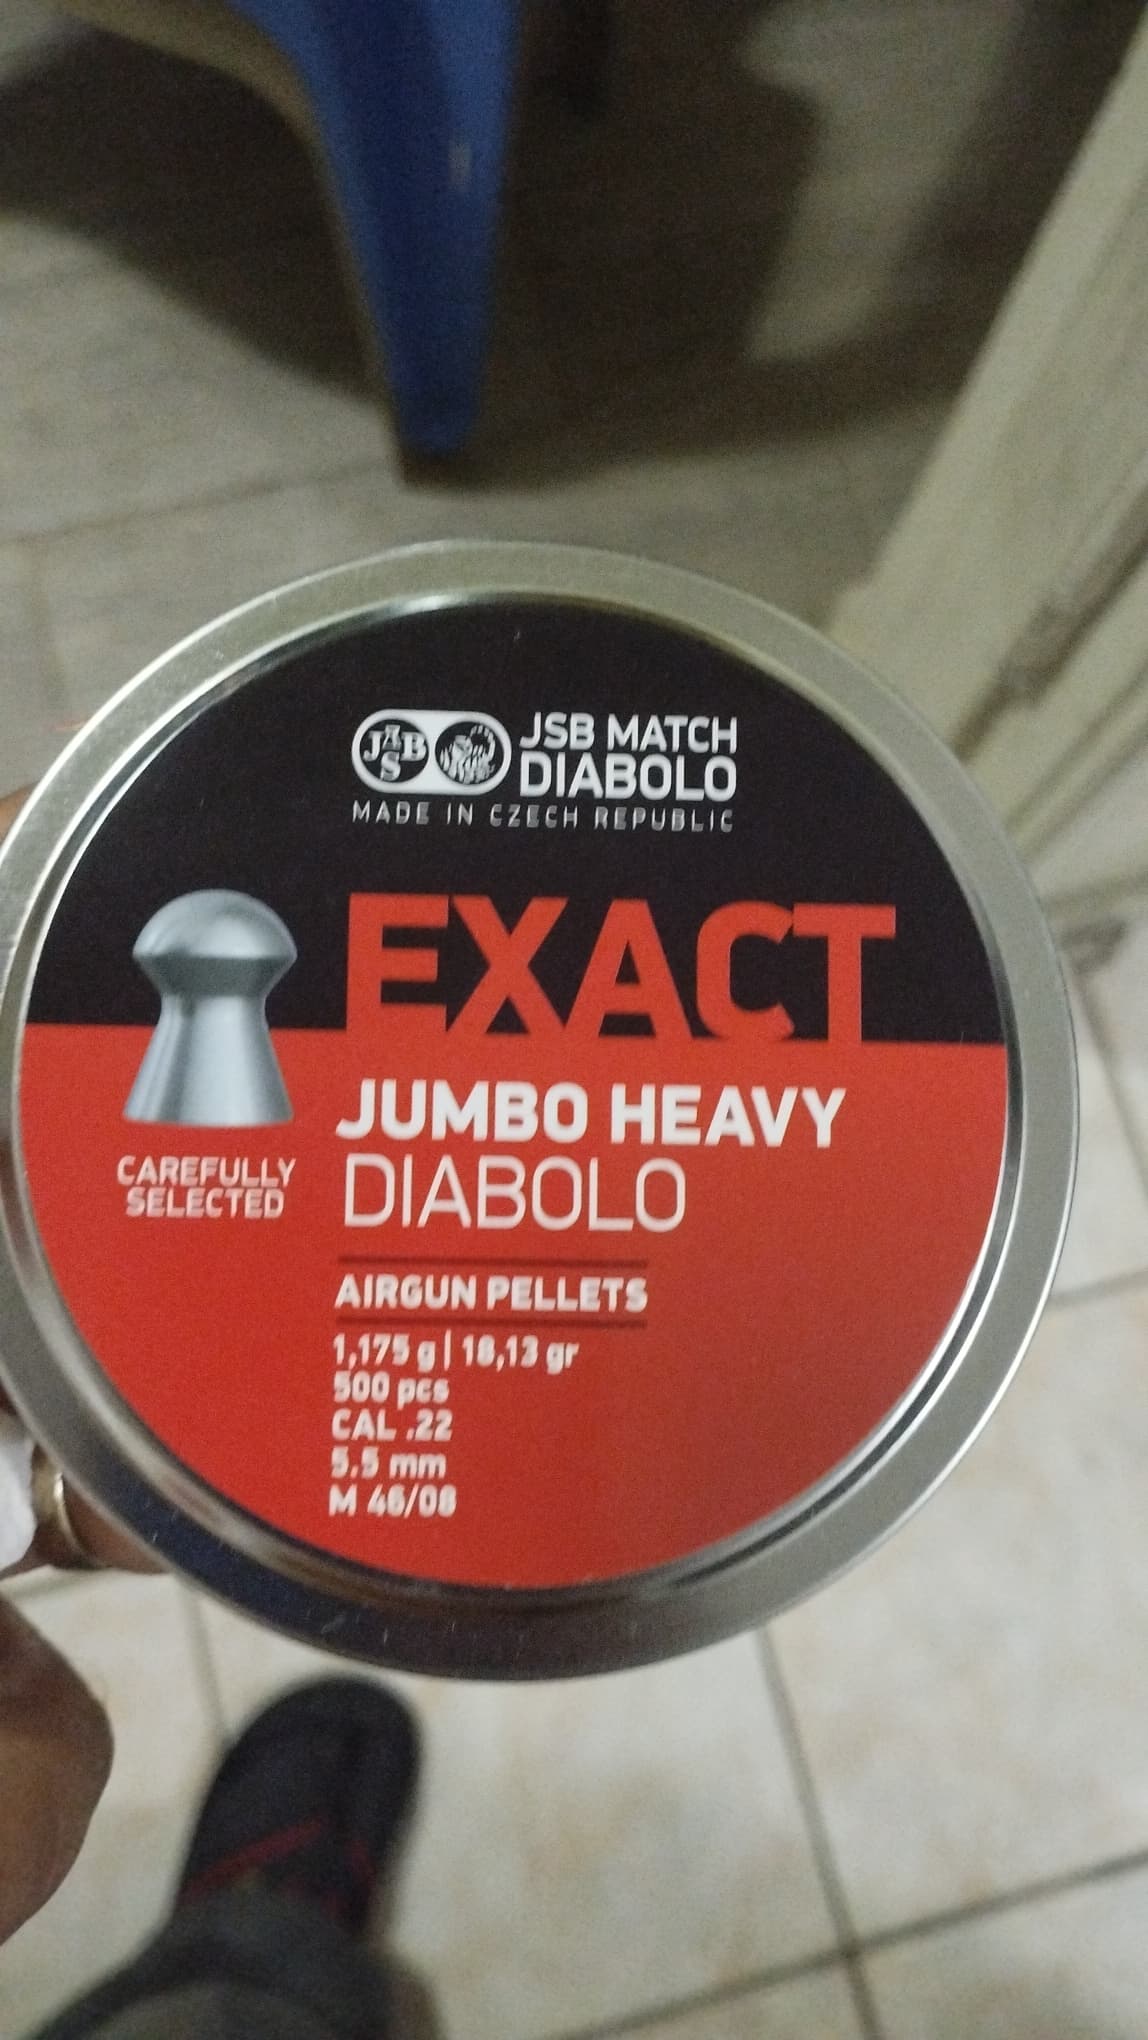 JASB
JSB MATCH
DIABOLO
MADE IN CZECH REPUBLIC
EXACT
JUMBO HEAVY
DIABOLO
CAREFULLY
SELECTED
AIRGUN PELLETS
1,175 g | 18,13 gr
500 pcs
CAL .22
5.5 mm
M 46/08